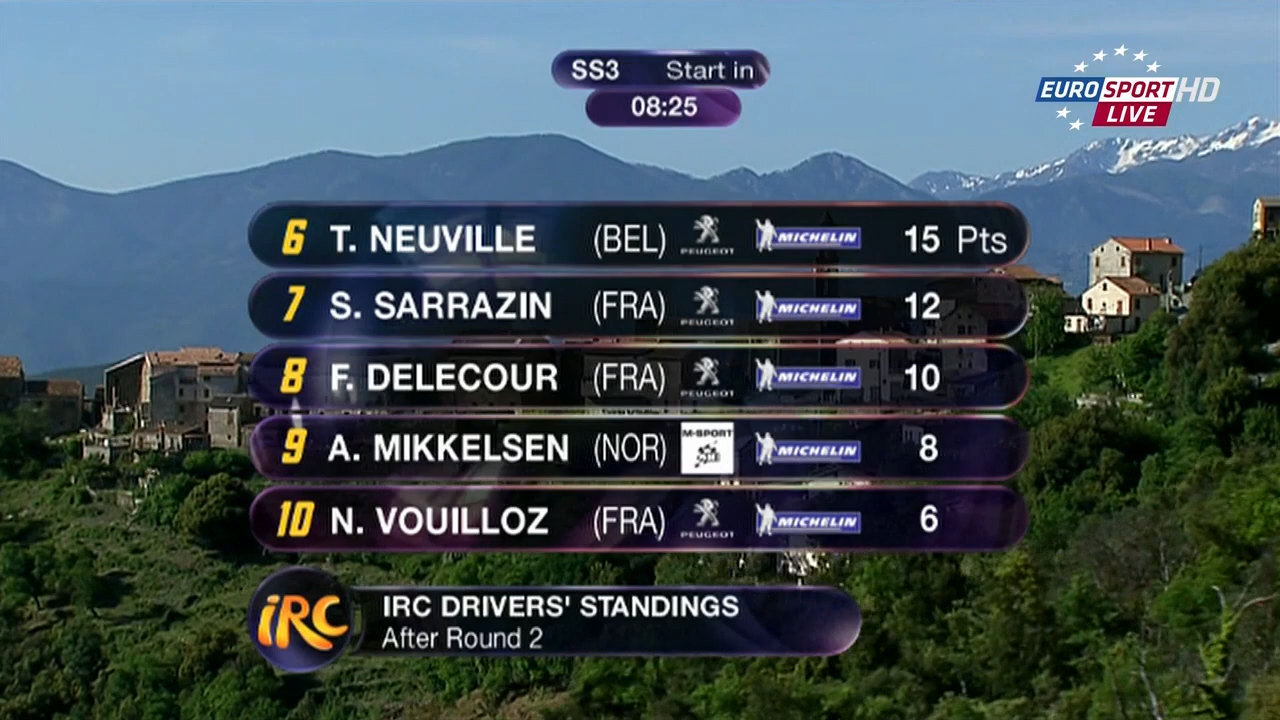 SS3 Start in
08:25
EUROSPORT HD
LIVE
6 T. NEUVILLE (BEL) PEUGEOT MICHELIN 15 Pts
7 S. SARRAZIN (FRA) PEUGEOT MICHELIN 12
8 F. DELECOUR (FRA) PEUGEOT MICHELIN 10
9 A. MIKKELSEN (NOR) M-SPORT MICHELIN 8
10 N. VOUILLOZ (FRA) PEUGEOT MICHELIN 6
iRC IRC DRIVERS' STANDINGS
After Round 2